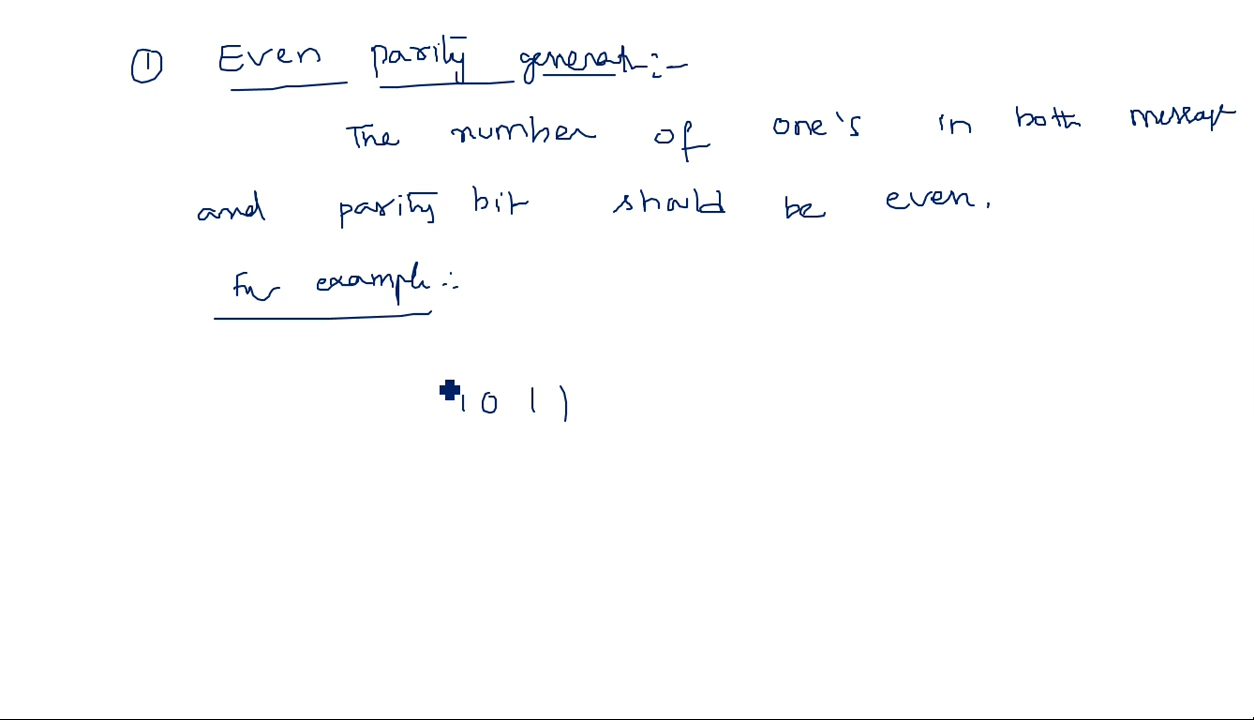 ① Even parity generat :-
The number of one's in both message
and parity bit should be even.
For example :
1 0 1 1